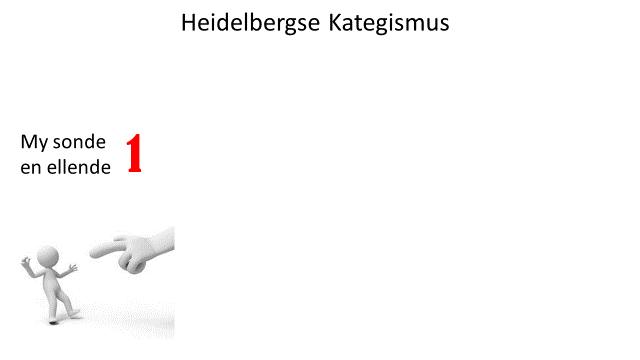 Heidelbergse Kategismus
My sonde
en ellende
1